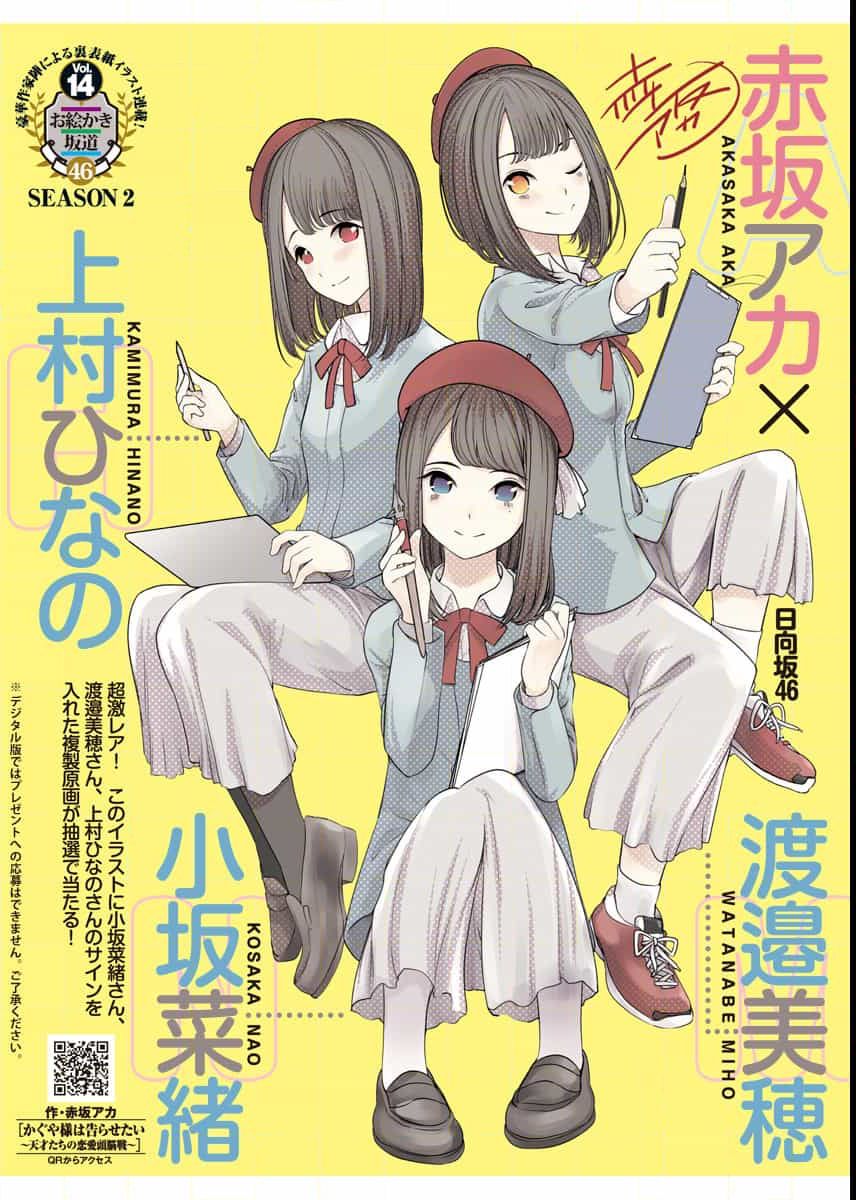 豪華作家陣による裏表紙イラスト連載!
Vol.
14
お絵かき
坂道
46
SEASON 2
赤坂アカ
赤坂アカ×
AKASAKA AKA
上村ひなの
KAMIMURA HINANO
日向坂46
渡邉美穂
WATANABE MIHO
小坂菜緒
KOSAKA NAO
超激レア! このイラストに小坂菜緒さん、
渡邉美穂さん、上村ひなのさんのサインを
入れた複製原画が抽選で当たる!
※デジタル版ではプレゼントへの応募はできません。ご了承ください。
作・赤坂アカ
[かぐや様は告らせたい
~天才たちの恋愛頭脳戦~]
QRからアクセス